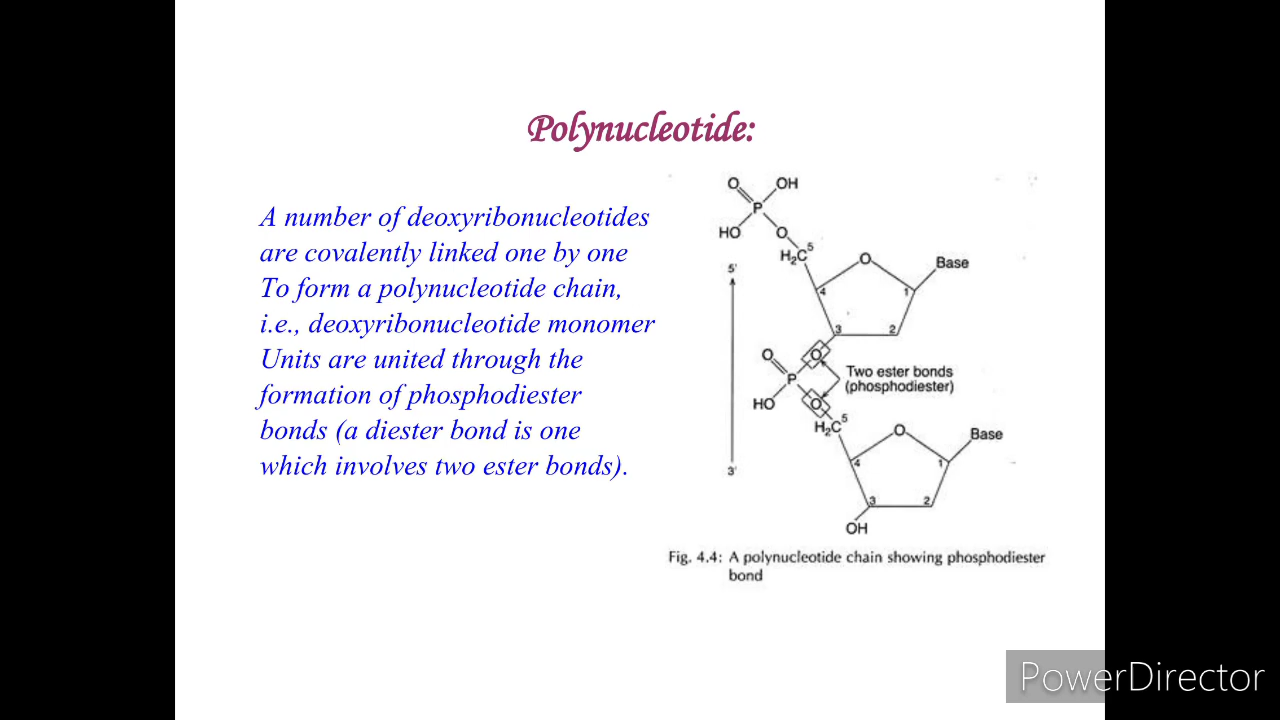 Polynucleotide:
A number of deoxyribonucleotides
are covalently linked one by one
To form a polynucleotide chain,
i.e., deoxyribonucleotide monomer
Units are united through the
formation of phosphodiester
bonds (a diester bond is one
which involves two ester bonds).
O OH
P
HO O
H₂C 5
5' O Base
4 1
3 2
O O
P Two ester bonds
(phosphodiester)
HO O
H₂C 5
O Base
4 1
3'
3 2
OH
Fig. 4.4: A polynucleotide chain showing phosphodiester
bond
PowerDirector